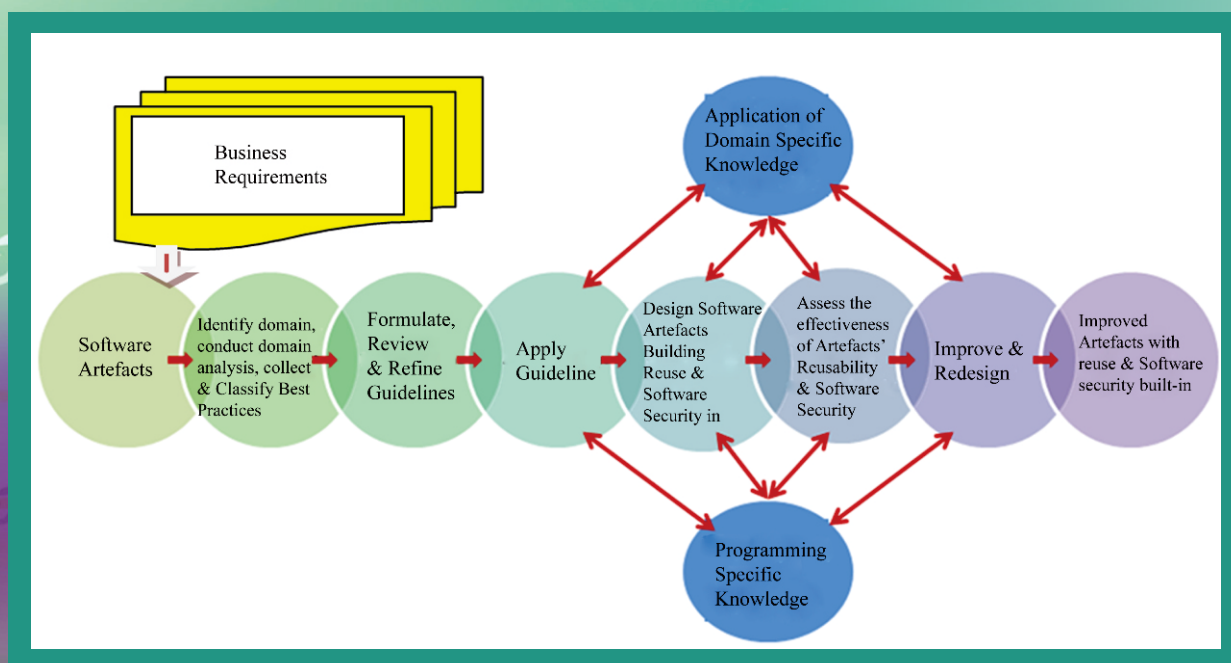 Business
Requirements
Application of
Domain Specific
Knowledge
Software
Artefacts
Identify domain,
conduct domain
analysis, collect
& Classify Best
Practices
Formulate,
Review
& Refine
Guidelines
Apply
Guideline
Design Software
Artefacts
Building
Reuse &
Software
Security in
Assess the
effectiveness
of Artefacts’
Reusability
& Software
Security
Improve &
Redesign
Improved
Artefacts with
reuse & Software
security built-in
Programming
Specific
Knowledge